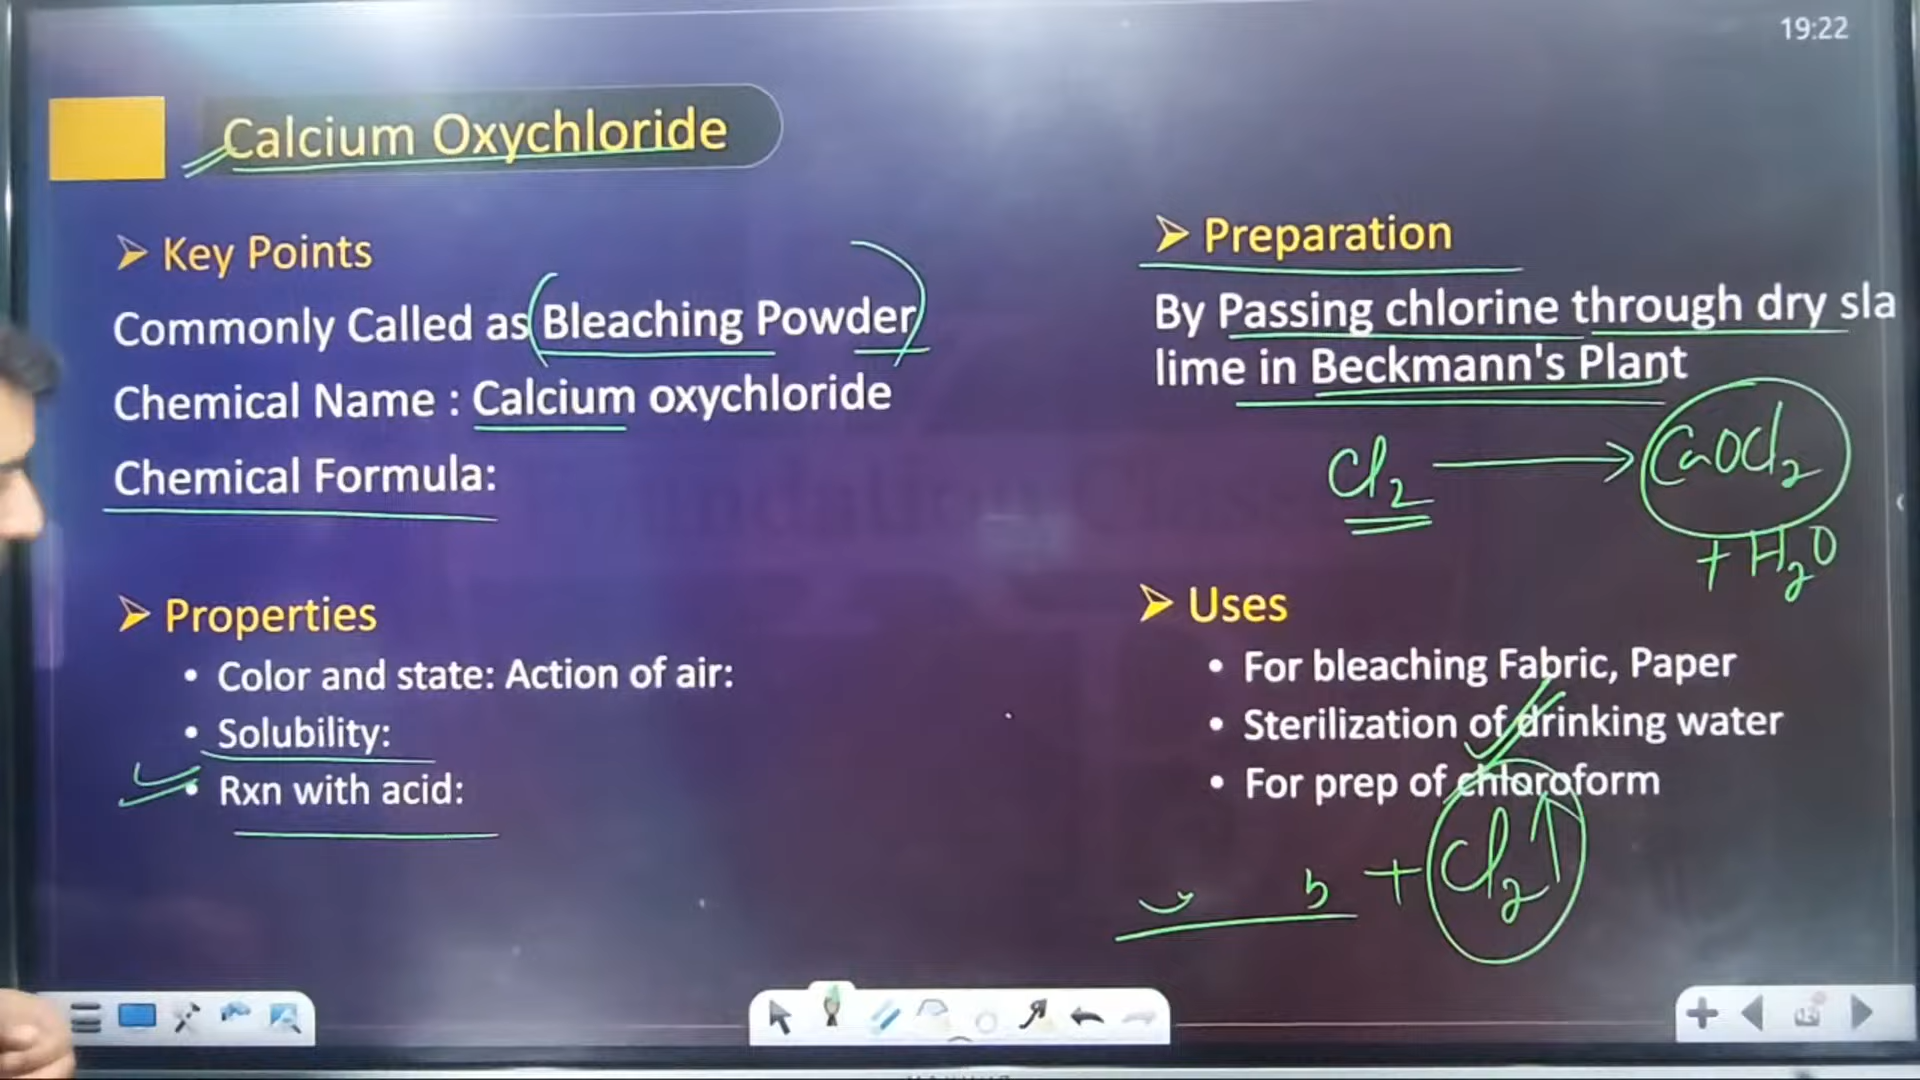 19:22
Calcium Oxychloride
Key Points
Commonly Called as Bleaching Powder
Chemical Name : Calcium oxychloride
Chemical Formula:
Properties
• Color and state: Action of air:
• Solubility:
• Rxn with acid:
Preparation
By Passing chlorine through dry sla
lime in Beckmann's Plant
Cl₂ → CaOCl₂
+ H₂O
Uses
• For bleaching Fabric, Paper
• Sterilization of drinking water
• For prep of chloroform
+ Cl₂↑